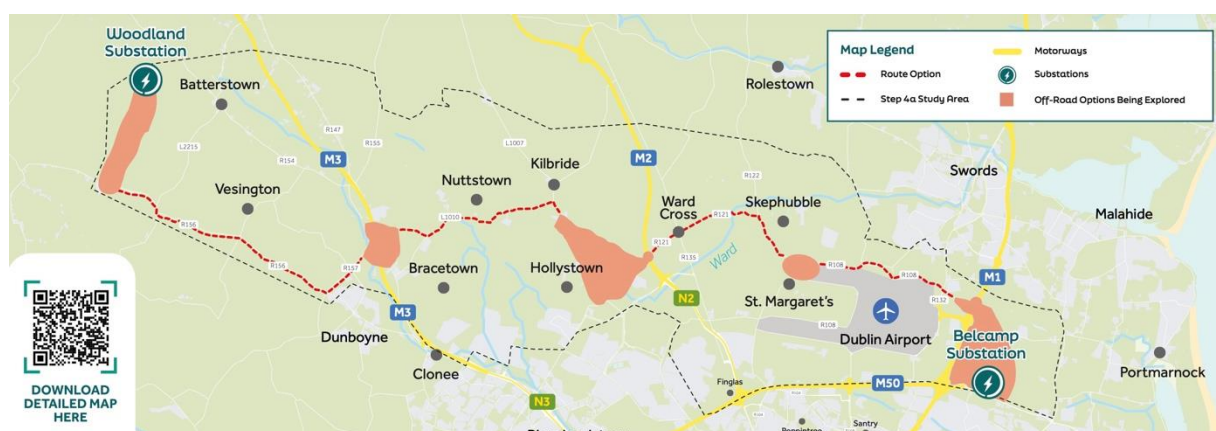 Woodland
Substation
Batterstown
Rolestown
Map Legend
Route Option
Step 4a Study Area
Motorways
Substations
Off-Road Options Being Explored
R147
R155
L1007
L2215
R154
M3
M2
Kilbride
Nuttstown
Vesington
R122
Swords
Ward
Cross
Skephubble
Malahide
L1010
R121
R156
R121
R135
Ward
R156
R157
Bracetown
Hollystown
R108
R108
M1
N2
St. Margaret's
R132
M3
Dunboyne
R108
Dublin Airport
Belcamp
Substation
Clonee
Portmarnock
Finglas
M50
N3
Santry
DOWNLOAD
DETAILED MAP
HERE